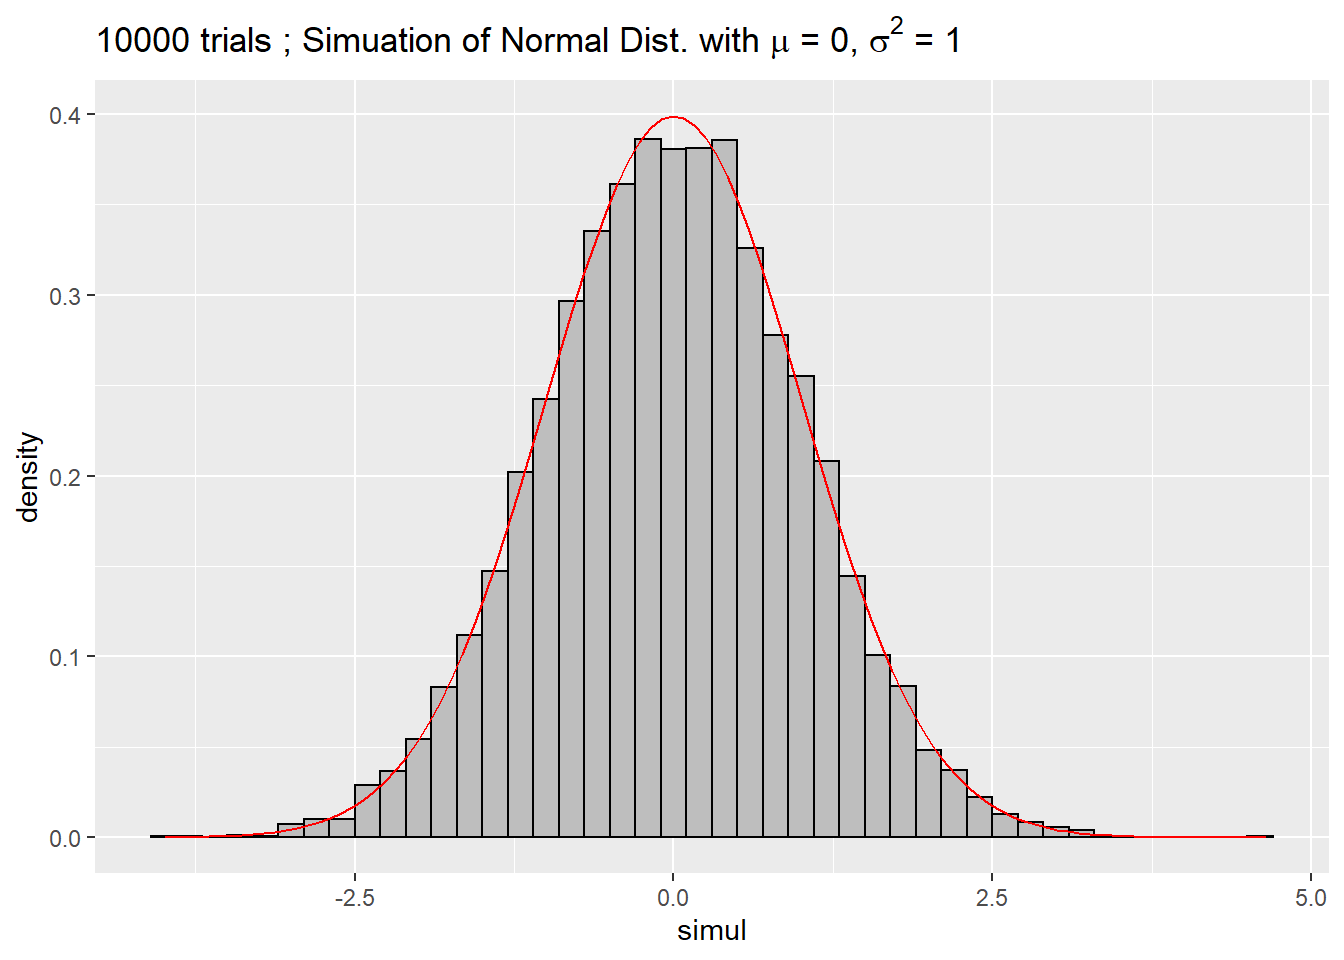 10000 trials ; Simuation of Normal Dist. with μ = 0, σ² = 1
0.4
0.3
0.2
0.1
0.0
density
-2.5 0.0 2.5 5.0
simul